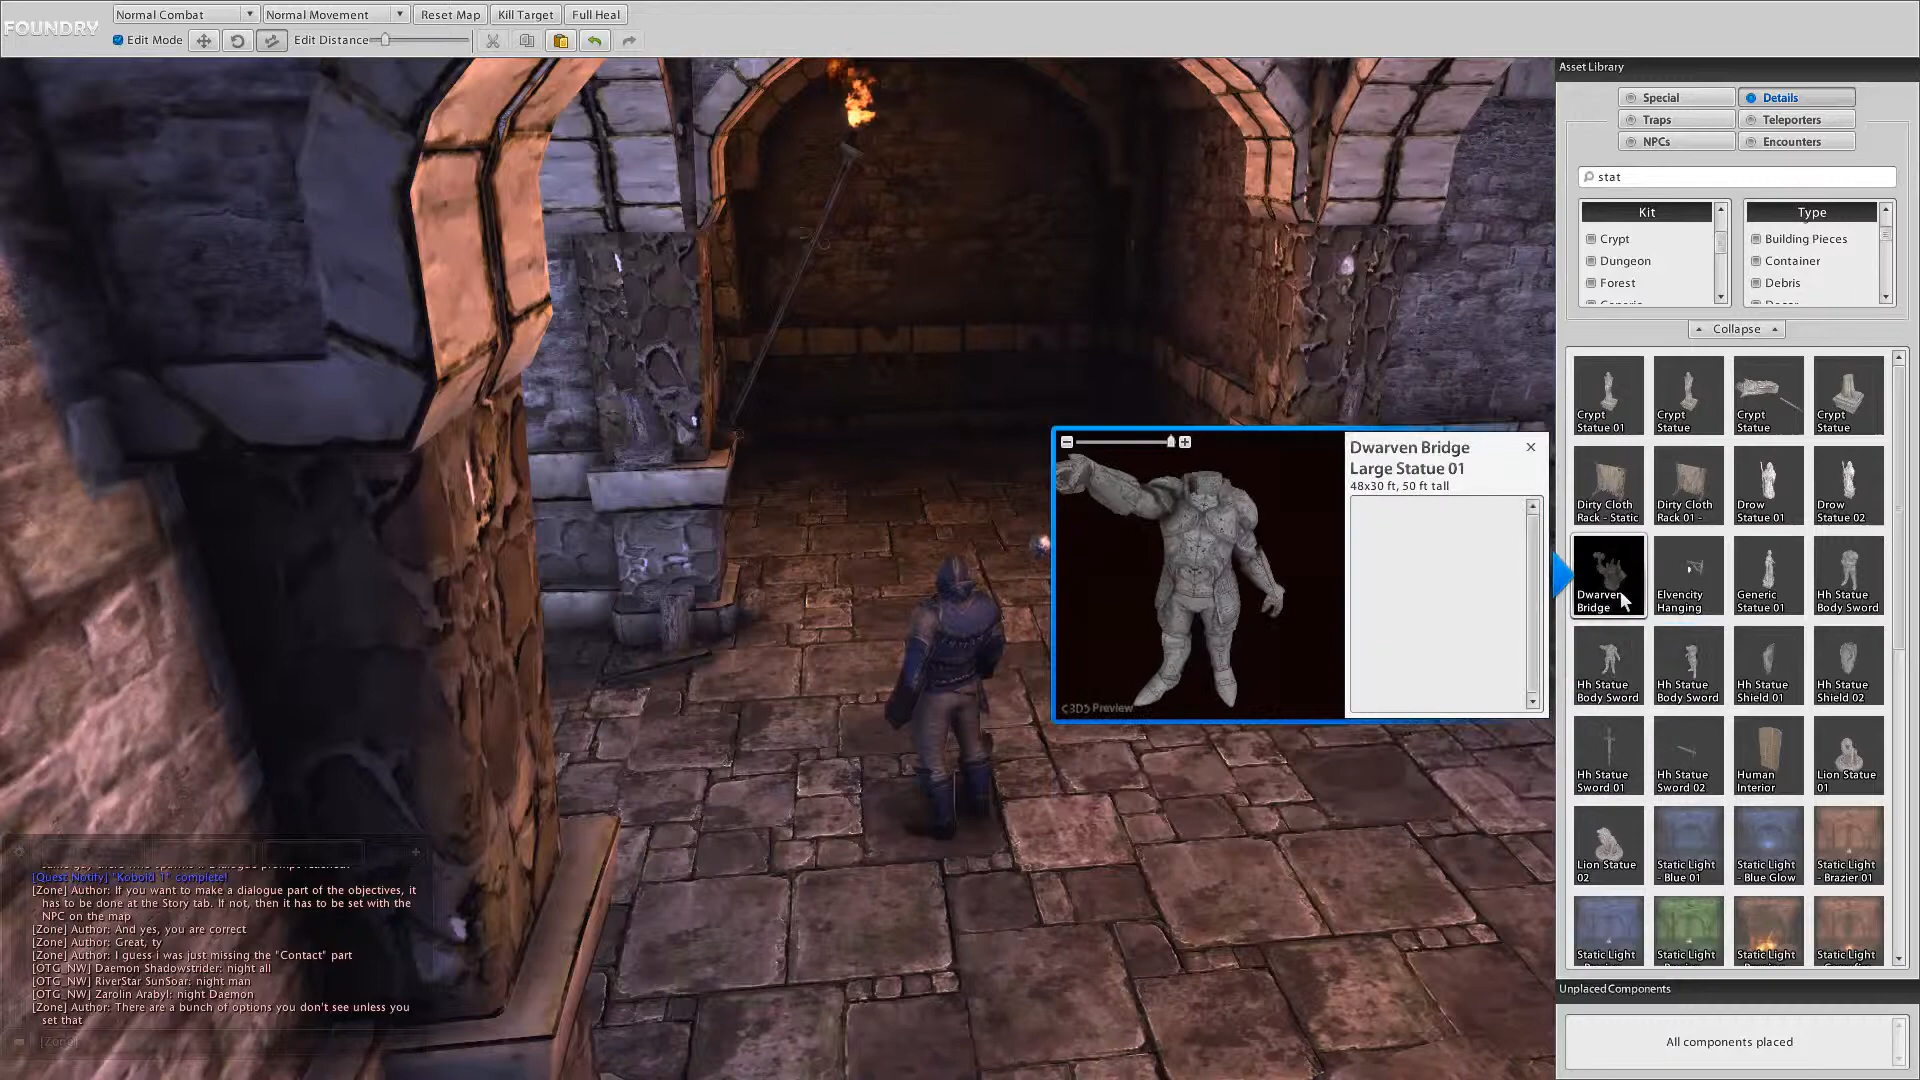 FOUNDRY
Normal Combat
Normal Movement
Reset Map
Kill Target
Full Heal
Edit Mode
Edit Distance
Asset Library
Special
Details
Traps
Teleporters
NPCs
Encounters
stat
Kit
Type
Crypt
Building Pieces
Dungeon
Container
Forest
Debris
Collapse
Crypt
Statue 01
Crypt
Statue
Crypt
Statue
Crypt
Statue
Dirty Cloth
Rack - Static
Dirty Cloth
Rack 01 -
Drow
Statue 01
Drow
Statue 02
Dwarven
Bridge
Elvencity
Hanging
Generic
Statue 01
Hh Statue
Body Sword
Hh Statue
Body Sword
Hh Statue
Body Sword
Hh Statue
Shield 01
Hh Statue
Shield 02
Hh Statue
Sword 01
Hh Statue
Sword 02
Human
Interior
Lion Statue
01
Lion Statue
02
Static Light
- Blue 01
Static Light
- Blue Glow
Static Light
- Brazier 01
Static Light
Static Light
Static Light
Static Light
Unplaced Components
All components placed
Dwarven Bridge
Large Statue 01
48x30 ft, 50 ft tall
3D Preview
[Quest Notify] "Kobold 1" complete!
[Zone] Author: If you want to make a dialogue part of the objectives, it
has to be done at the Story tab. If not, then it has to be set with the
NPC on the map
[Zone] Author: And yes, you are correct
[Zone] Author: Great, ty
[Zone] Author: I guess i was just missing the "Contact" part
[OTG_NW] Daemon Shadowstrider: night all
[OTG_NW] RiverStar SunSoar: night man
[OTG_NW] Zarolin Arabyl: night Daemon
[Zone] Author: There are a bunch of options you don't see unless you
set that
[Zone]